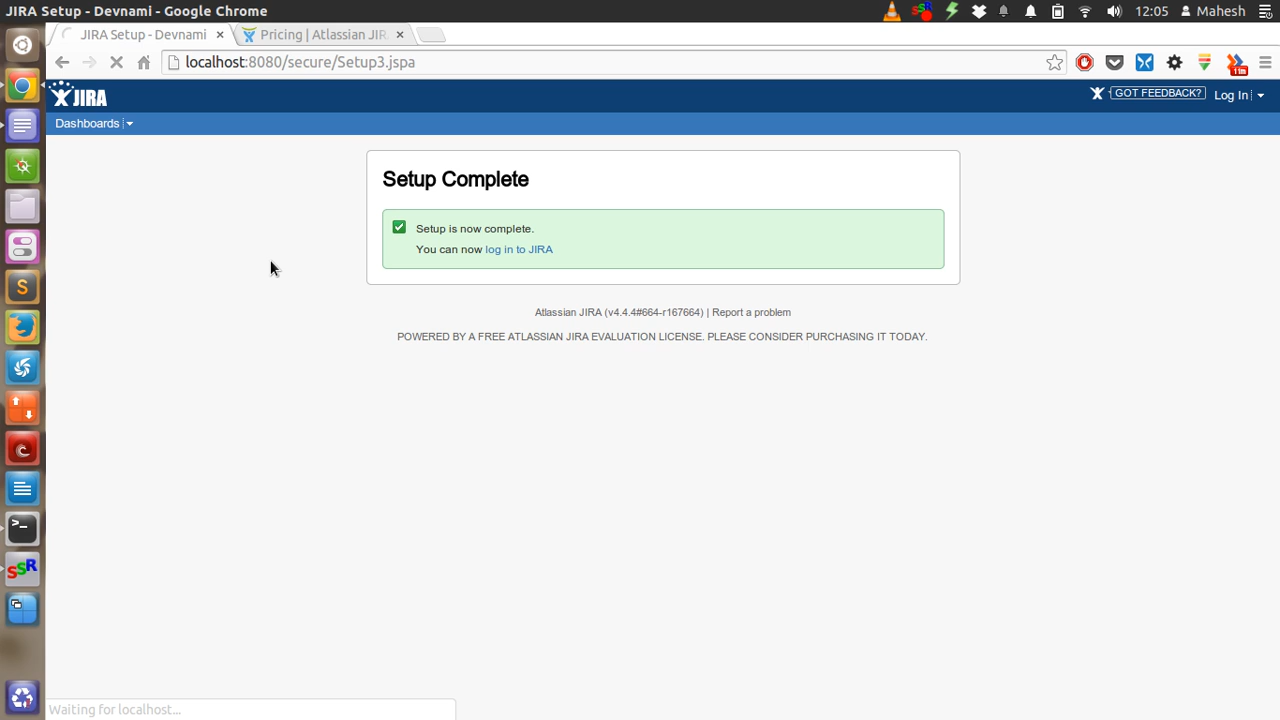 JIRA Setup - Devnami - Google Chrome
12:05
Mahesh
JIRA Setup - Devnami
Pricing | Atlassian JIR
localhost:8080/secure/Setup3.jspa
11m
JIRA
GOT FEEDBACK?
Log In
Dashboards
Setup Complete
Setup is now complete.
You can now log in to JIRA
Atlassian JIRA (v4.4.4#664-r167664) | Report a problem
POWERED BY A FREE ATLASSIAN JIRA EVALUATION LICENSE. PLEASE CONSIDER PURCHASING IT TODAY.
S
>_
SSR
Waiting for localhost...